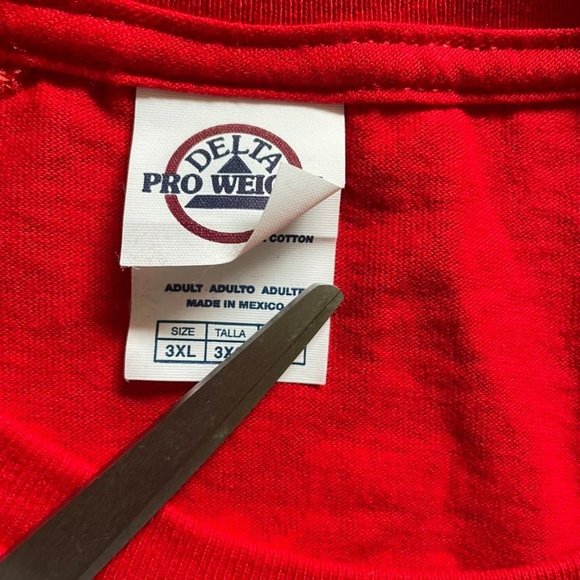 DELTA
PRO WEIG
COTTON
ADULT ADULTO ADULTE
MADE IN MEXICO
SIZE TALLA
3XL 3X